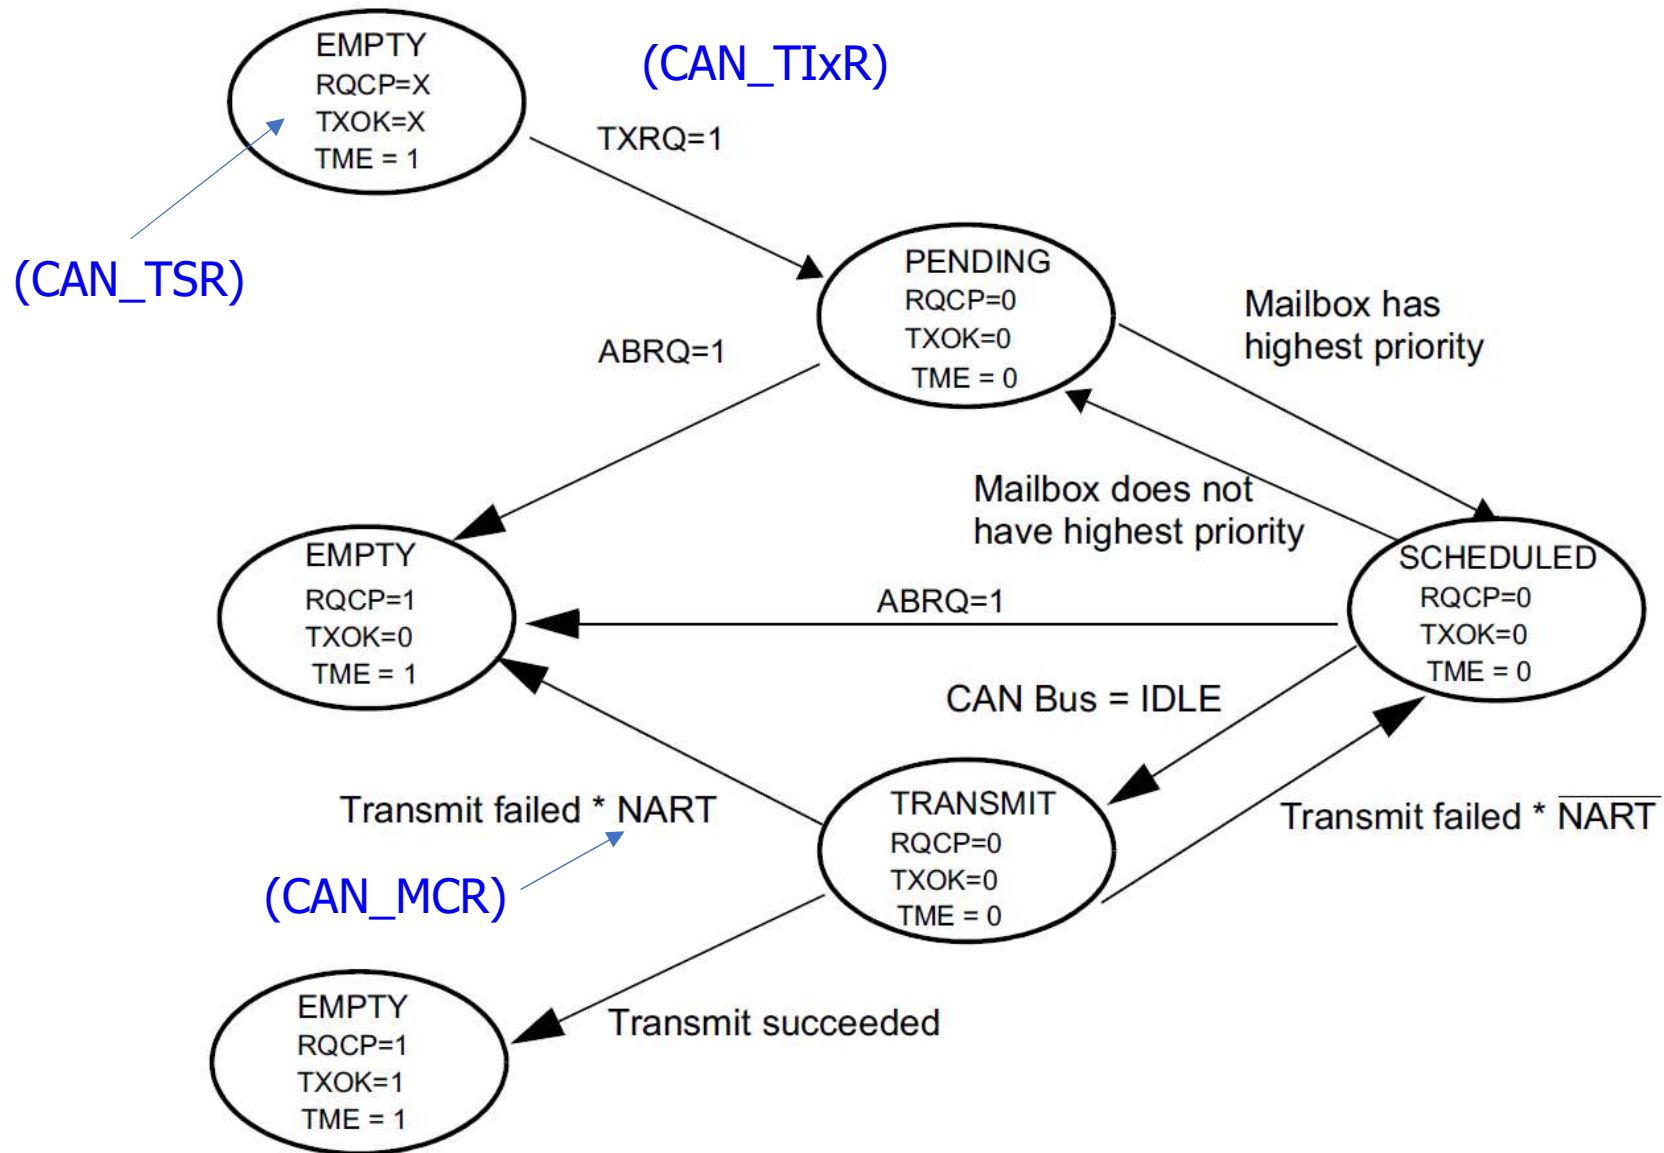 EMPTY
RQCP=X
TXOK=X
TME = 1
(CAN_TIxR)
TXRQ=1
(CAN_TSR)
PENDING
RQCP=0
TXOK=0
TME = 0
Mailbox has
highest priority
ABRQ=1
Mailbox does not
have highest priority
EMPTY
RQCP=1
TXOK=0
TME = 1
ABRQ=1
SCHEDULED
RQCP=0
TXOK=0
TME = 0
CAN Bus = IDLE
Transmit failed * NART
TRANSMIT
RQCP=0
TXOK=0
TME = 0
Transmit failed * N̅A̅R̅T̅
(CAN_MCR)
EMPTY
RQCP=1
TXOK=1
TME = 1
Transmit succeeded